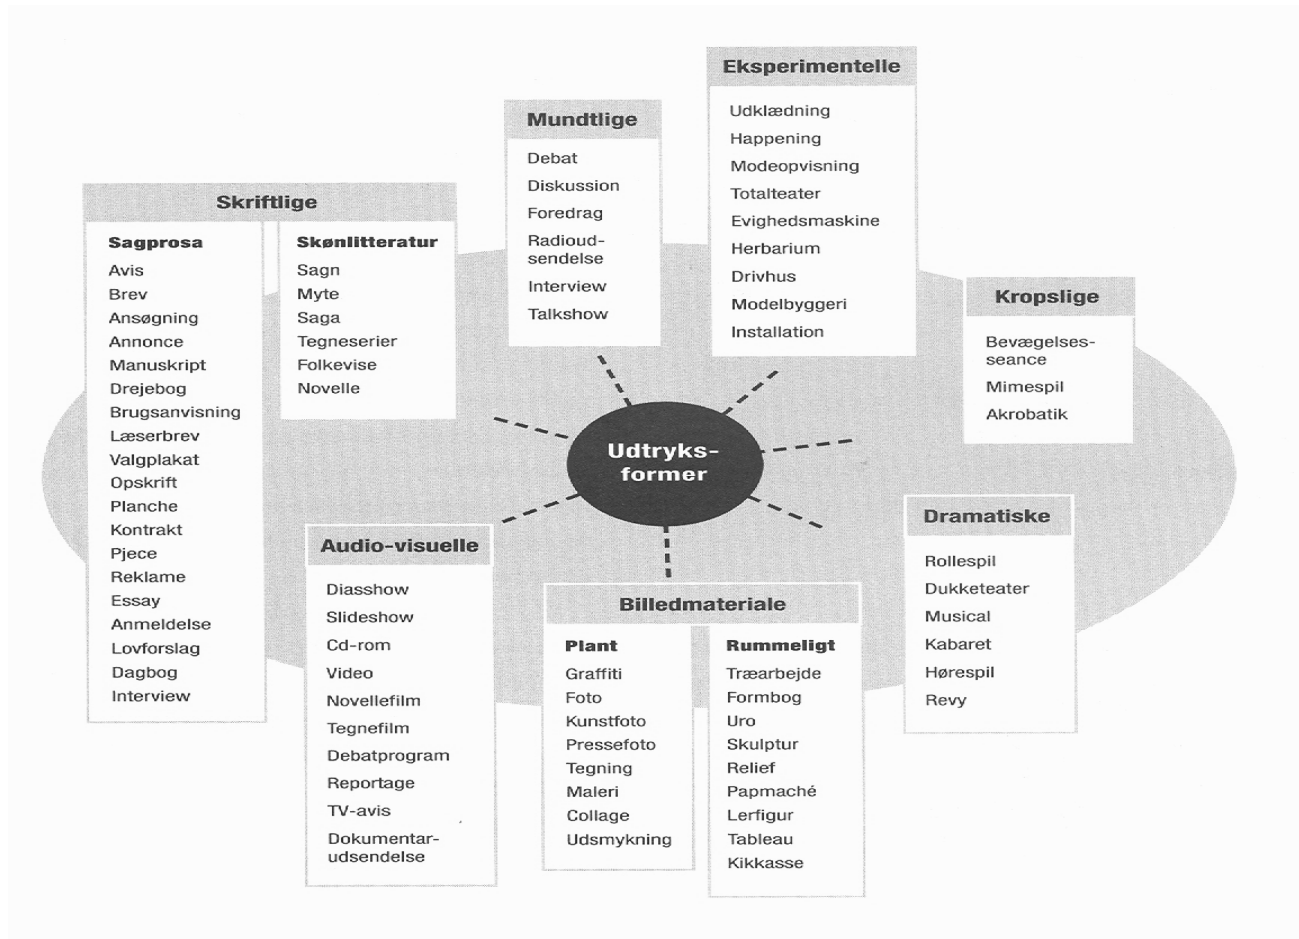 Eksperimentelle
Udklædning
Happening
Modeopvisning
Totalteater
Evighedsmaskine
Herbarium
Drivhus
Modelbyggeri
Installation
Mundtlige
Debat
Diskussion
Foredrag
Radioud-
sendelse
Interview
Talkshow
Skriftlige
Sagprosa
Avis
Brev
Ansøgning
Annonce
Manuskript
Drejebog
Brugsanvisning
Læserbrev
Valgplakat
Opskrift
Planche
Kontrakt
Pjece
Reklame
Essay
Anmeldelse
Lovforslag
Dagbog
Interview
Skønlitteratur
Sagn
Myte
Saga
Tegneserier
Folkevise
Novelle
Kropslige
Bevægelses-
seance
Mimespil
Akrobatik
Udtryks-
former
Dramatiske
Rollespil
Dukketeater
Musical
Kabaret
Hørespil
Revy
Audio-visuelle
Diasshow
Slideshow
Cd-rom
Video
Novellefilm
Tegnefilm
Debatprogram
Reportage
TV-avis
Dokumentar-
udsendelse
Billedmateriale
Plant
Graffiti
Foto
Kunstfoto
Pressefoto
Tegning
Maleri
Collage
Udsmykning
Rummeligt
Træarbejde
Formbog
Uro
Skulptur
Relief
Papmaché
Lerfigur
Tableau
Kikkasse